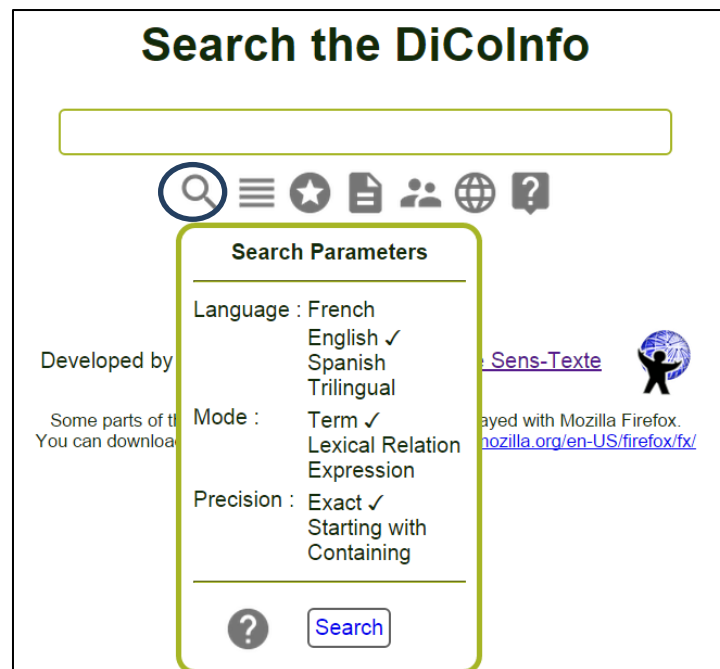 Search the DiCoInfo
Search Parameters
Language : French
English ✓
Spanish
Trilingual
Developed by
e Sens-Texte
Mode :
Term ✓
Some parts of th
ayed with Mozilla Firefox.
Lexical Relation
You can downloa
mozilla.org/en-US/firefox/fx/
Expression
Precision :
Exact ✓
Starting with
Containing
?
Search